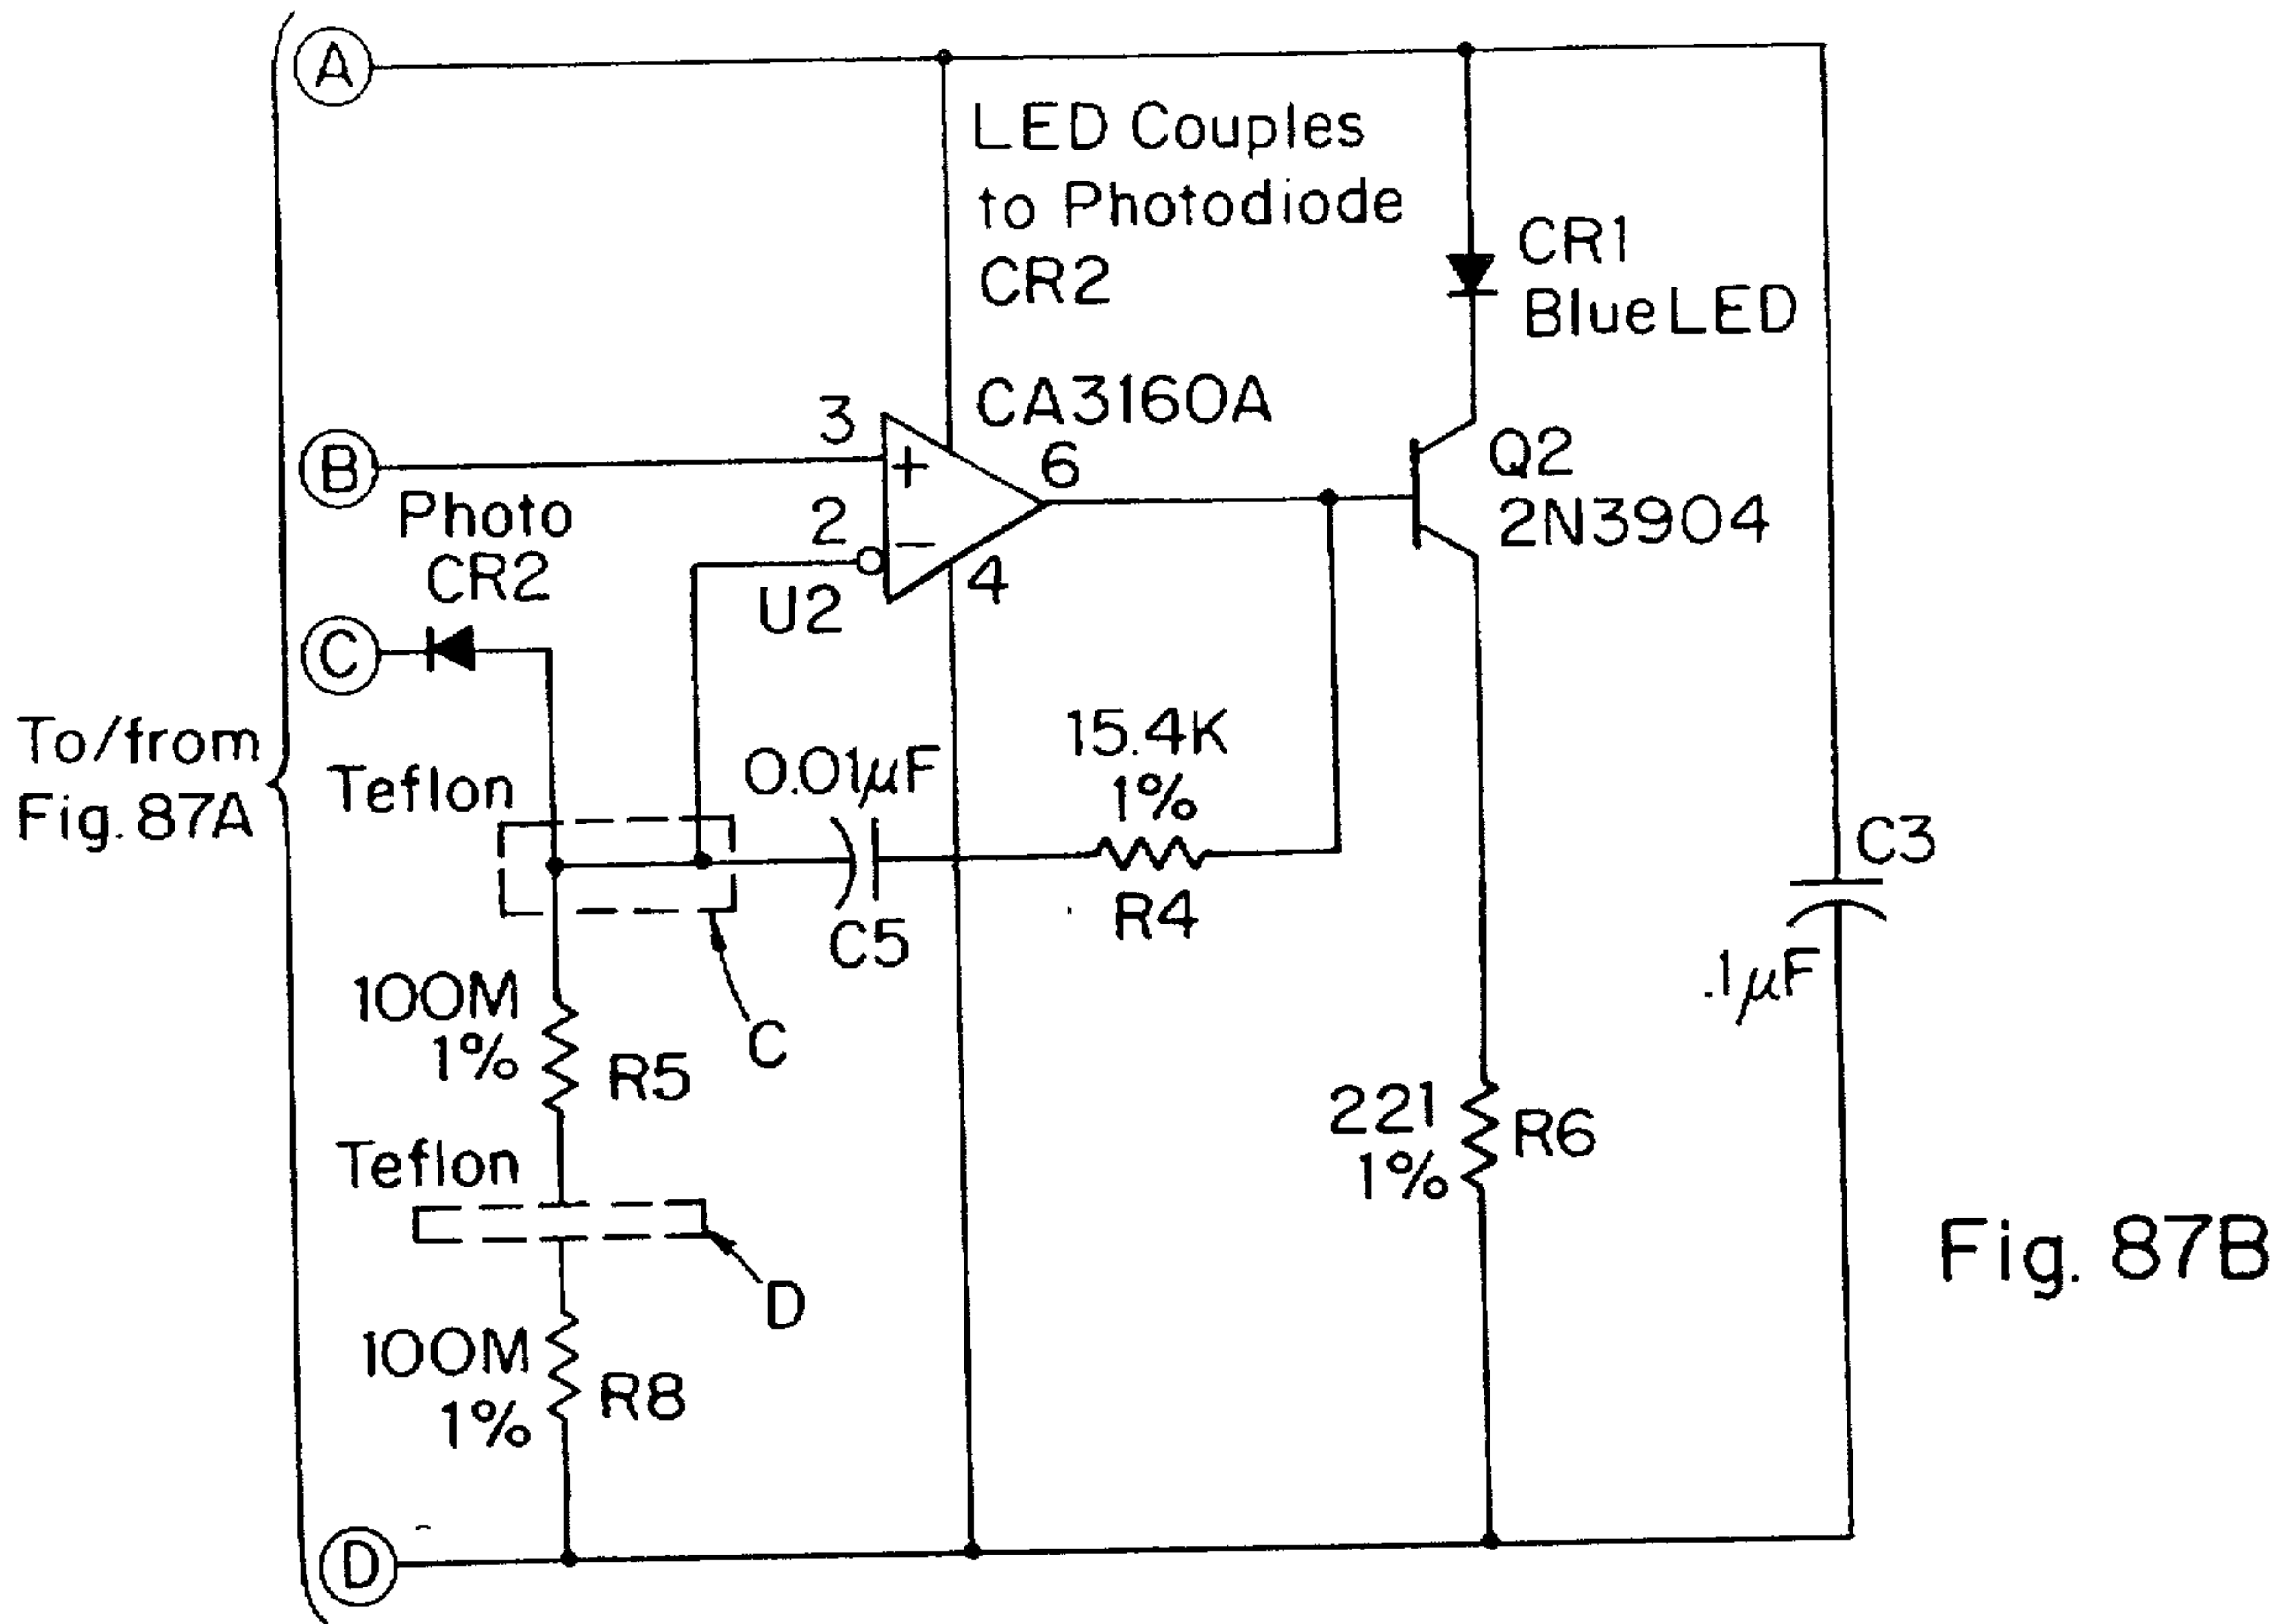 A
LED Couples
to Photodiode
CR2
CR1
Blue LED
CA3160A
3
+
6
B
Q2
2N3904
2
−
Photo
CR2
4
U2
C
To/from
Fig. 87A
15.4K
1%
0.01µF
Teflon
C3
R4
C5
.1µF
100M
1%
R5
C
221
1%
R6
Teflon
D
Fig. 87B
100M
1%
R8
D